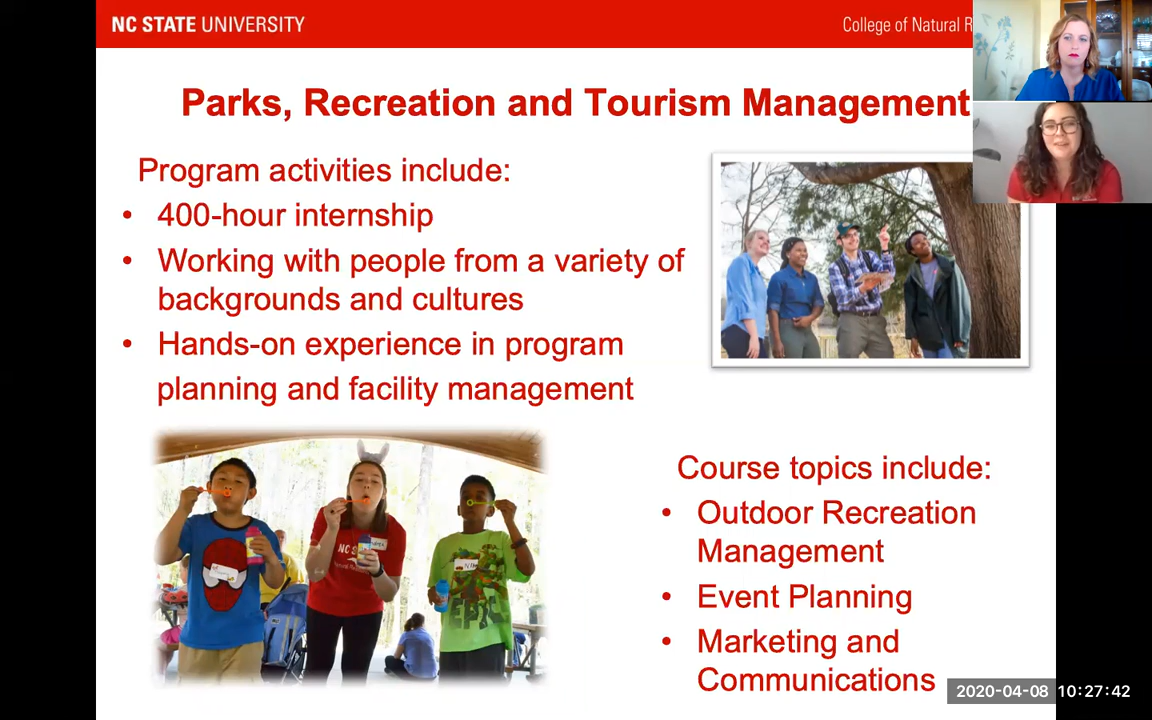 NC STATE UNIVERSITY
College of Natural R
Parks, Recreation and Tourism Management
Program activities include:
• 400-hour internship
• Working with people from a variety of
backgrounds and cultures
• Hands-on experience in program
planning and facility management
NC S
EPIC
Course topics include:
• Outdoor Recreation
Management
• Event Planning
• Marketing and
Communications
2020-04-08 10:27:42